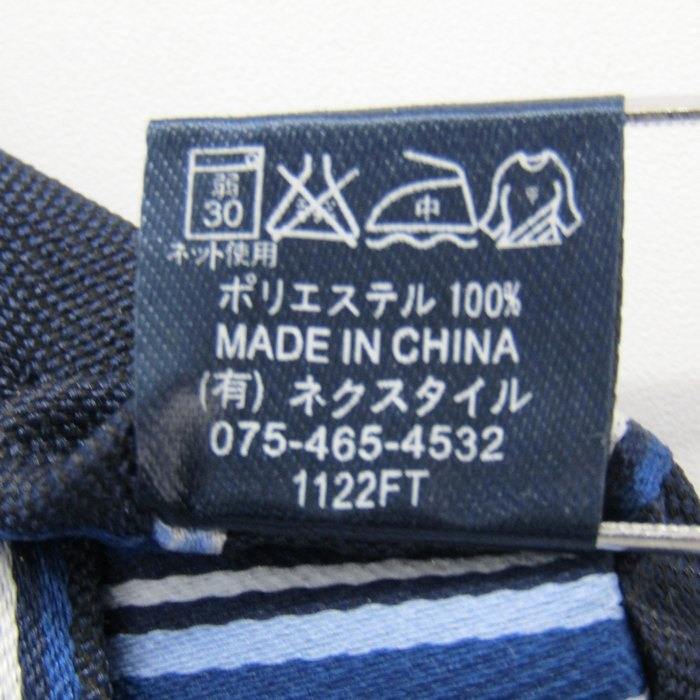 弱
30
中
ネット使用
ポリエステル 100%
MADE IN CHINA
(有) ネクスタイル
075-465-4532
1122FT